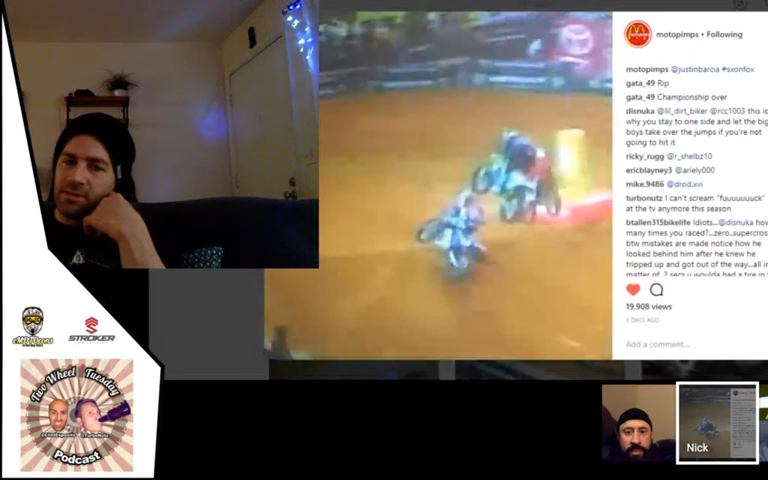 motopimps • Following
motopimps @justinbarcia #sxonfox
gata_49 Rip
gata_49 Championship over
disnuka @lil_dirt_biker @rcc1003 this is
why you stay to one side and let the big
boys take over the jumps if you're not
going to hit it
ricky_rugg @r_shelbz10
ericblayney3 @ariely000
mike.9486 @drod.xvi
turbonutz I can't scream "fuuuuuuuck"
at the tv anymore this season
btallen315bikelife Idiots...@disnuka how
many times you raced?...zero..supercross
btw mistakes are made notice how he
looked behind him after he knew he
tripped up and got out of the way...all in
matter of .2 secs u woulda had a tire in
19,908 views
Add a comment...
STROKER
Two Wheel Tuesday
Podcast
Nick